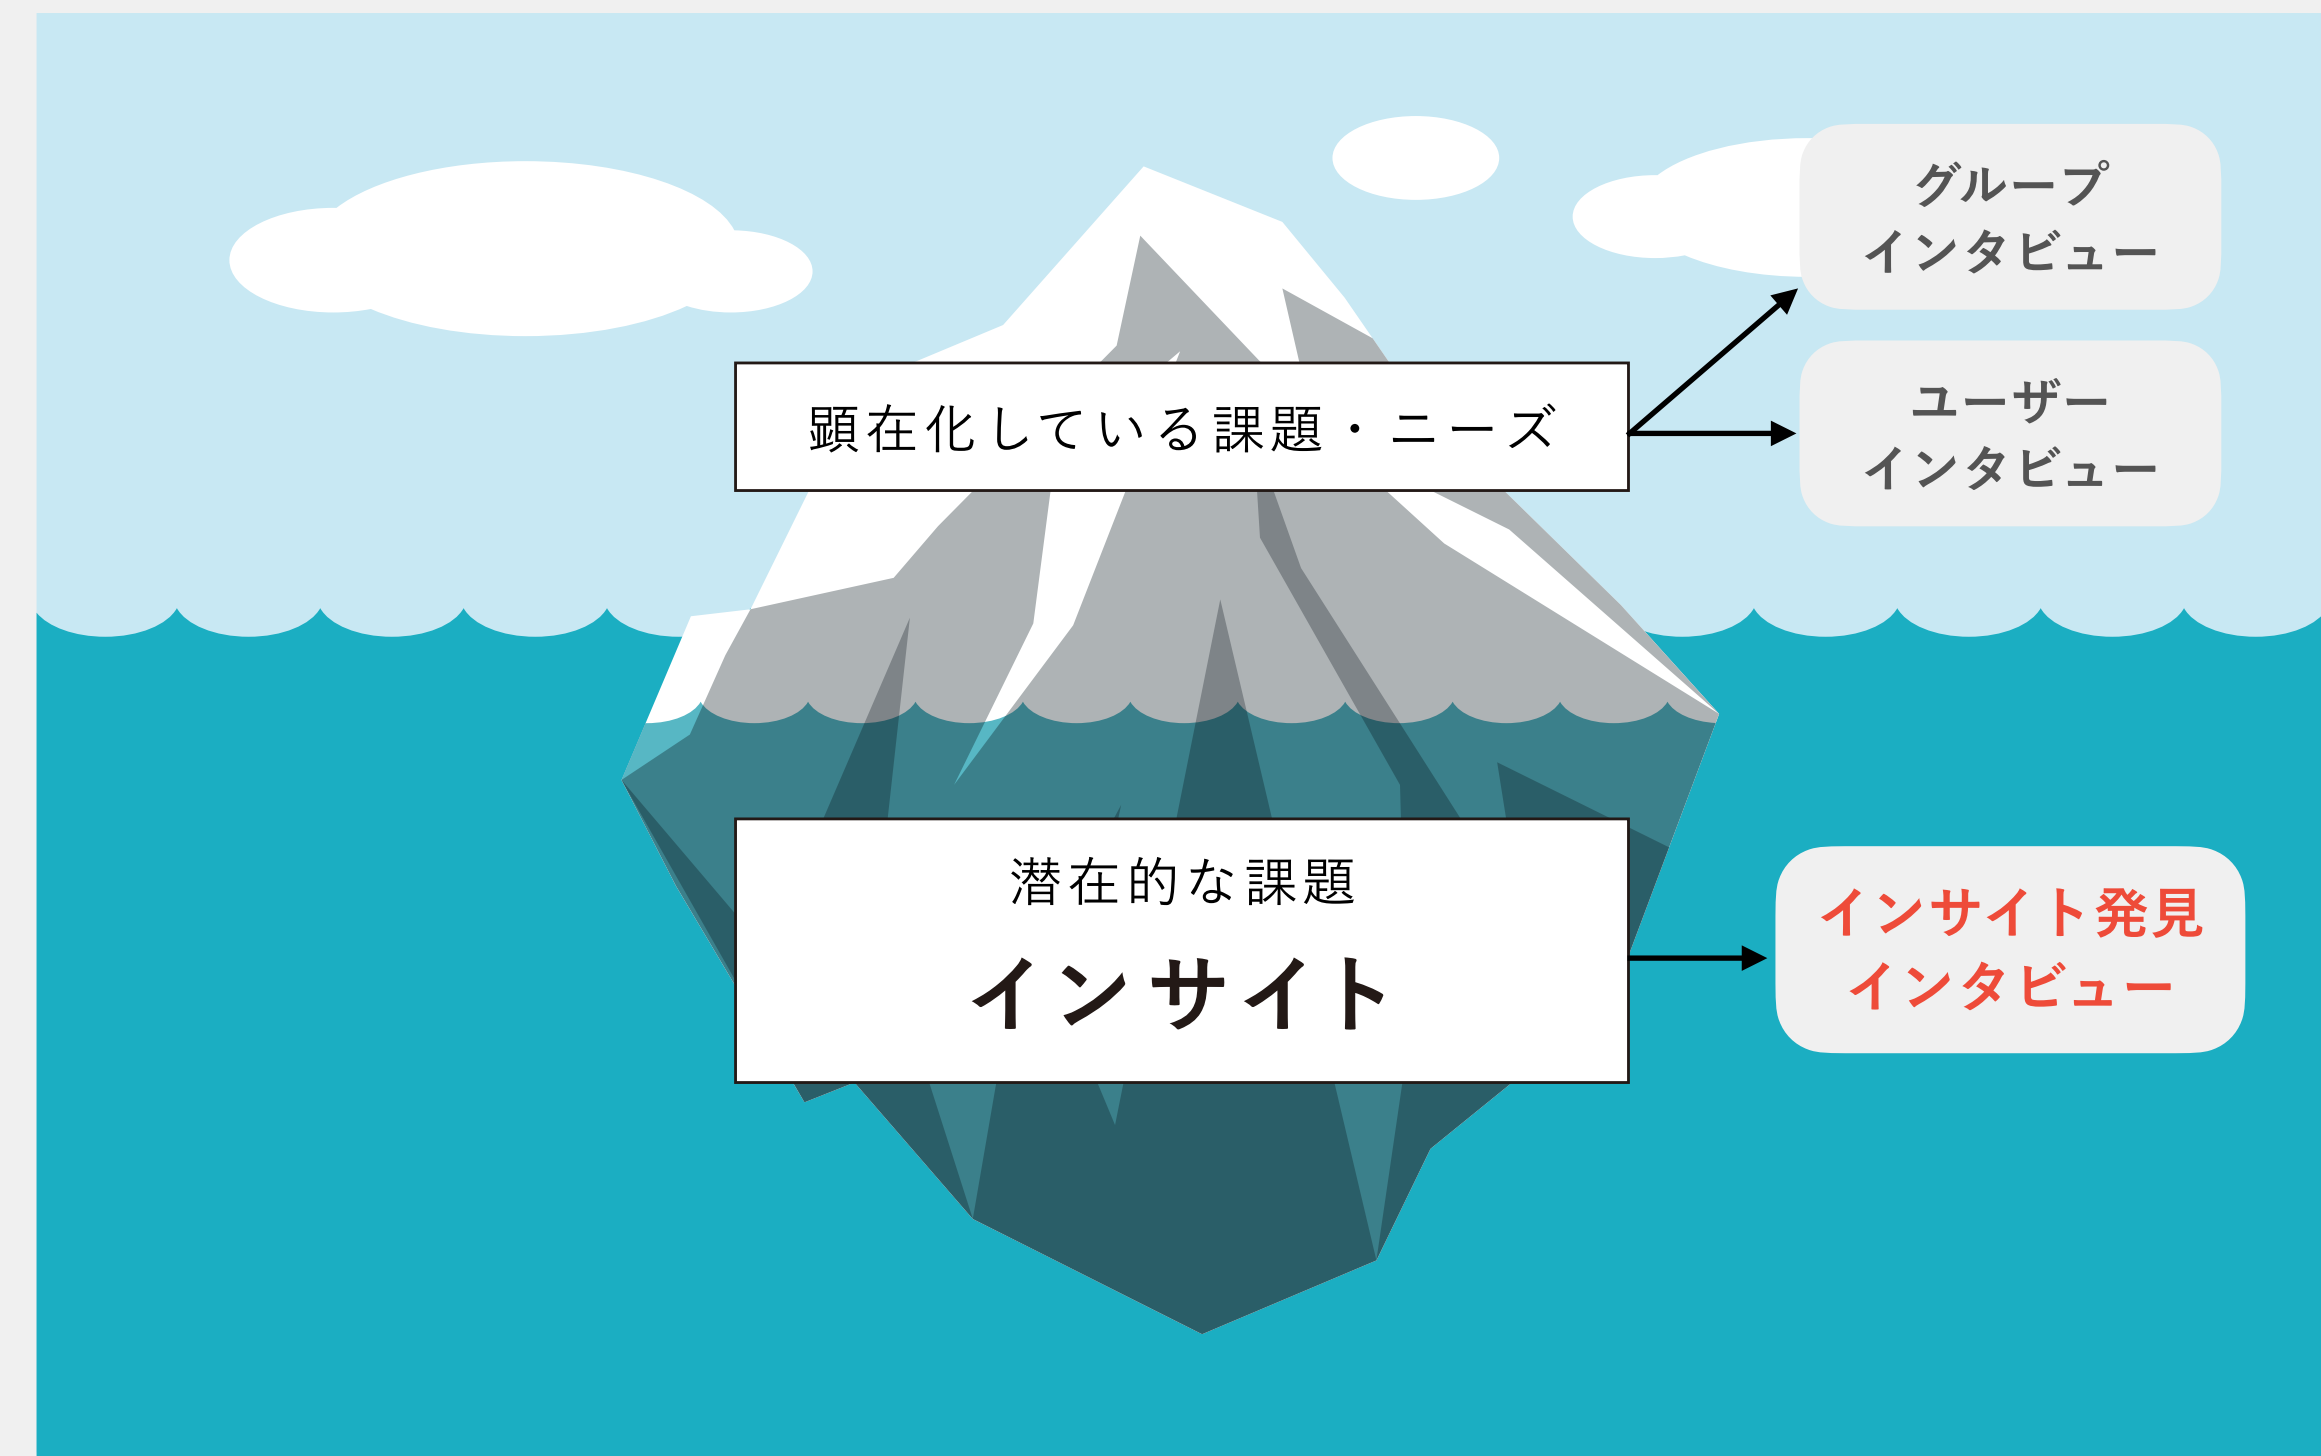 グループ
インタビュー
顕在化している課題・ニーズ
ユーザー
インタビュー
潜在的な課題
インサイト
インサイト発見
インタビュー